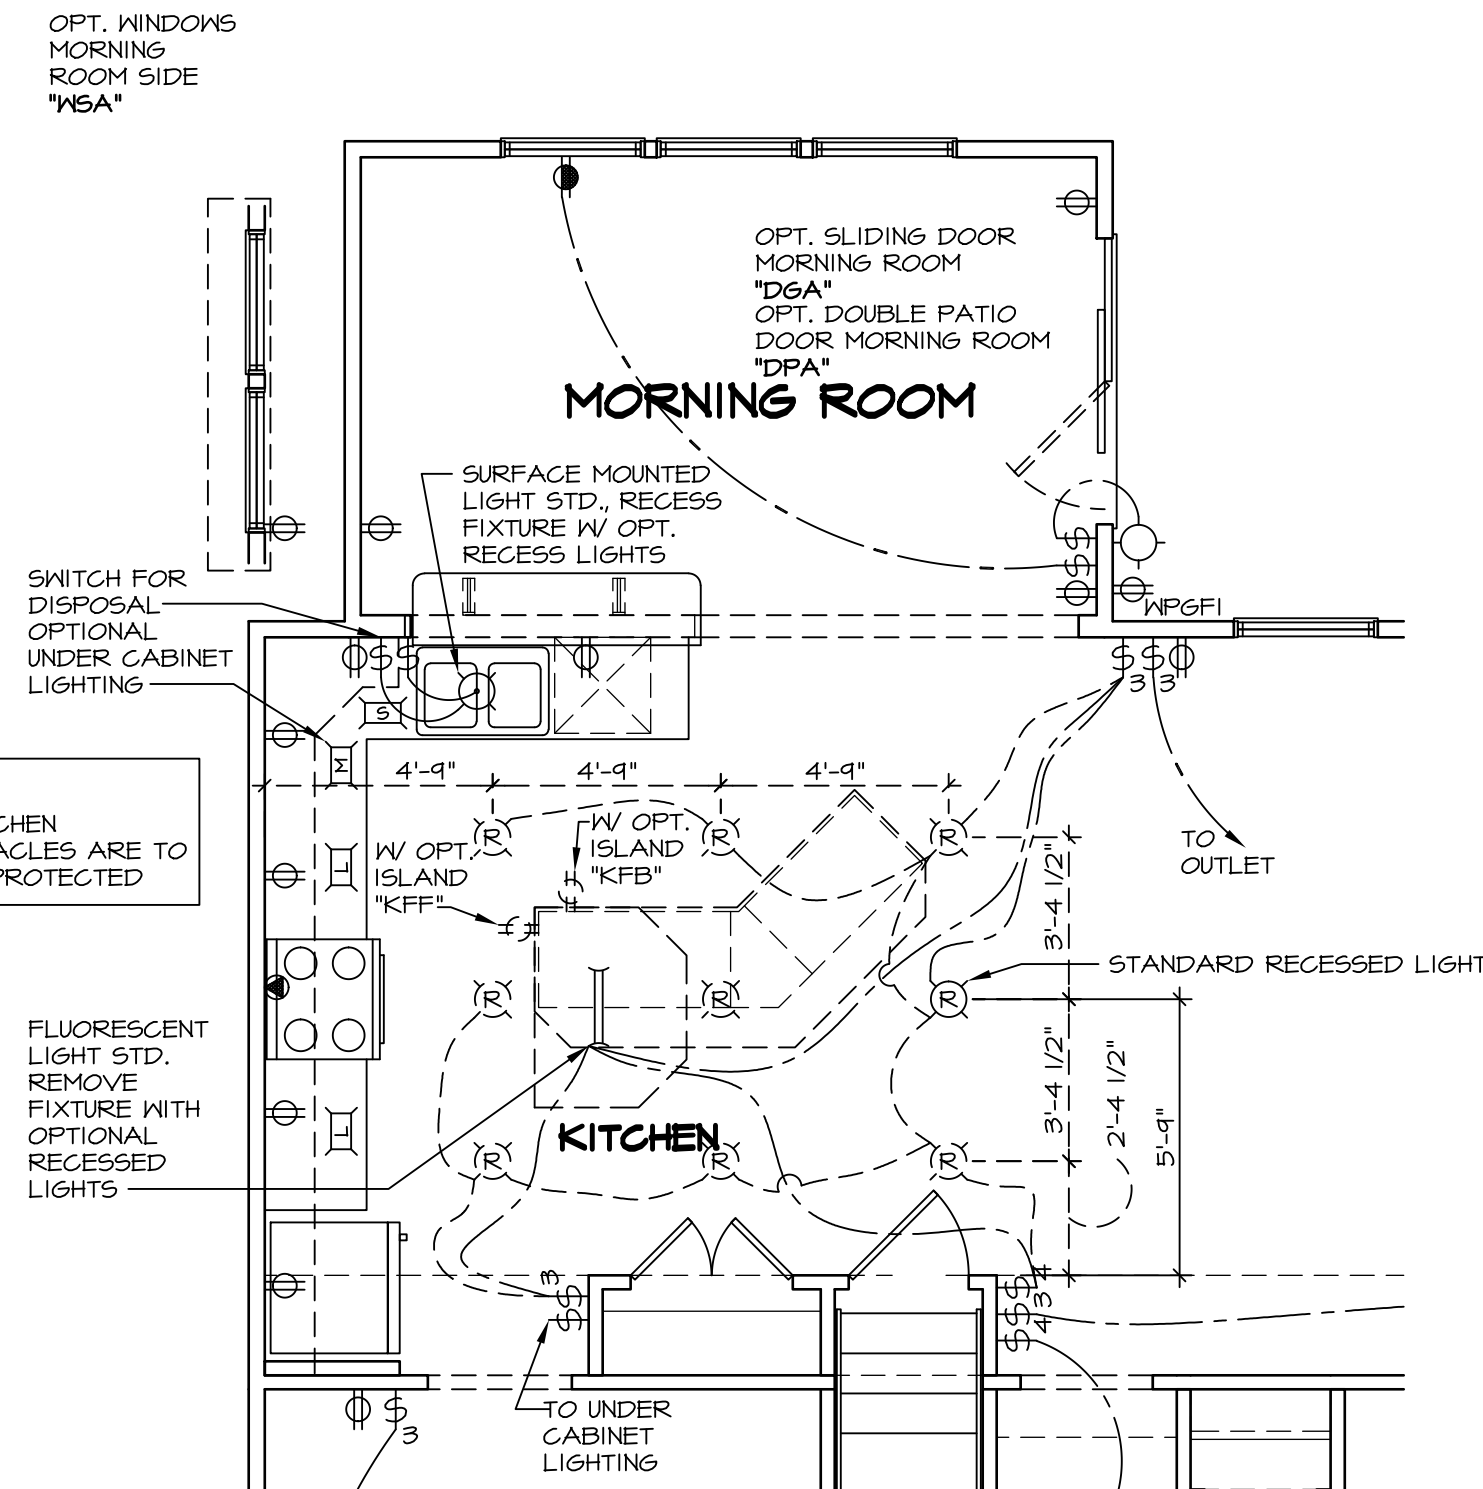 OPT. WINDOWS
MORNING
ROOM SIDE
"WSA"
OPT. SLIDING DOOR
MORNING ROOM
"DGA"
OPT. DOUBLE PATIO
DOOR MORNING ROOM
"DPA"
MORNING ROOM
SURFACE MOUNTED
LIGHT STD., RECESS
FIXTURE W/ OPT.
RECESS LIGHTS
SWITCH FOR
DISPOSAL
OPTIONAL
UNDER CABINET
LIGHTING
WPGFI
$ $
$ $
$ $
3 3
S
M
L
L
4'-9" 4'-9" 4'-9"
CHEN
ACLES ARE TO
PROTECTED
W/ OPT.
ISLAND
"KFF"
W/ OPT.
ISLAND
"KFB"
R R R
R R R
R R R
TO
OUTLET
3'-4 1/2"
STANDARD RECESSED LIGHT
3'-4 1/2"
2'-4 1/2"
5'-9"
FLUORESCENT
LIGHT STD.
REMOVE
FIXTURE WITH
OPTIONAL
RECESSED
LIGHTS
KITCHEN
$ $ 3
$ $ $
4 3 4
TO UNDER
CABINET
LIGHTING
$
3